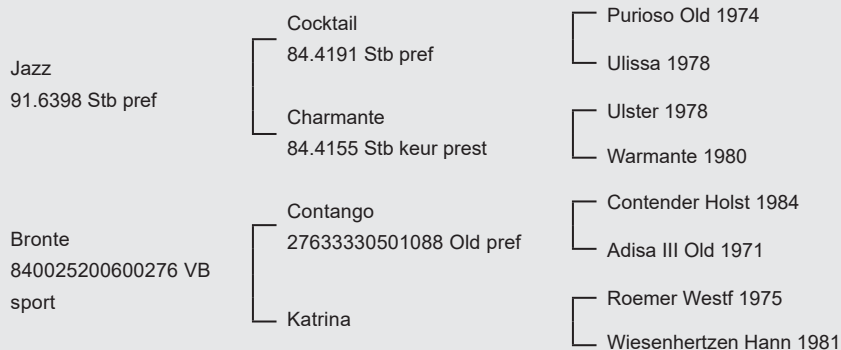 Jazz
91.6398 Stb pref
Cocktail
84.4191 Stb pref
Purioso Old 1974
Ulissa 1978
Charmante
84.4155 Stb keur prest
Ulster 1978
Warmante 1980
Bronte
840025200600276 VB
sport
Contango
27633330501088 Old pref
Contender Holst 1984
Adisa III Old 1971
Katrina
Roemer Westf 1975
Wiesenhertzen Hann 1981